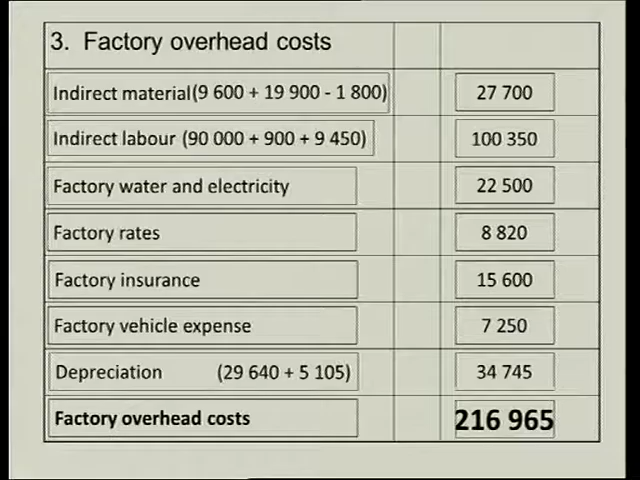 3. Factory overhead costs
Indirect material(9 600 + 19 900 - 1 800) 27 700
Indirect labour (90 000 + 900 + 9 450) 100 350
Factory water and electricity 22 500
Factory rates 8 820
Factory insurance 15 600
Factory vehicle expense 7 250
Depreciation (29 640 + 5 105) 34 745
Factory overhead costs 216 965